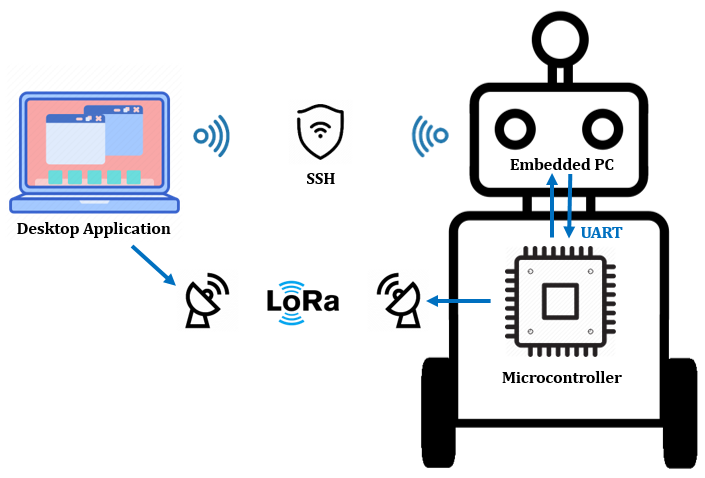 SSH
Embedded PC
UART
Desktop Application
LoRa
Microcontroller